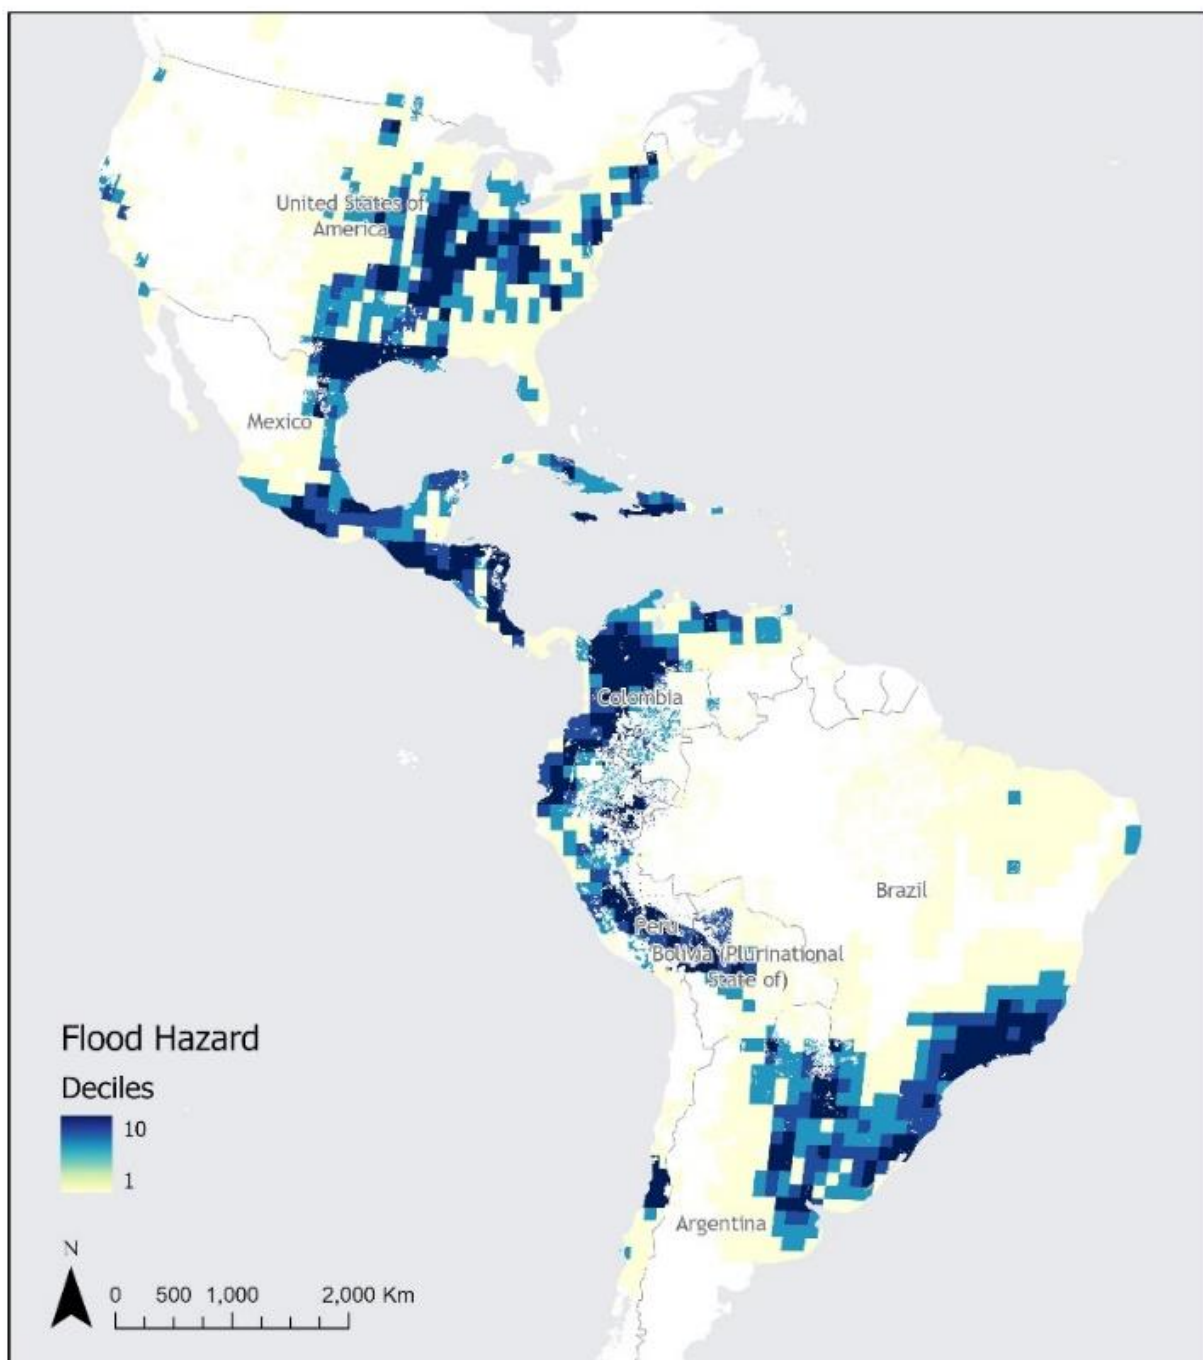 United States of
America
Mexico
Colombia
Brazil
Peru
Bolivia (Plurinational
State of)
Argentina
Flood Hazard
Deciles
10
1
N
0 500 1,000 2,000 Km